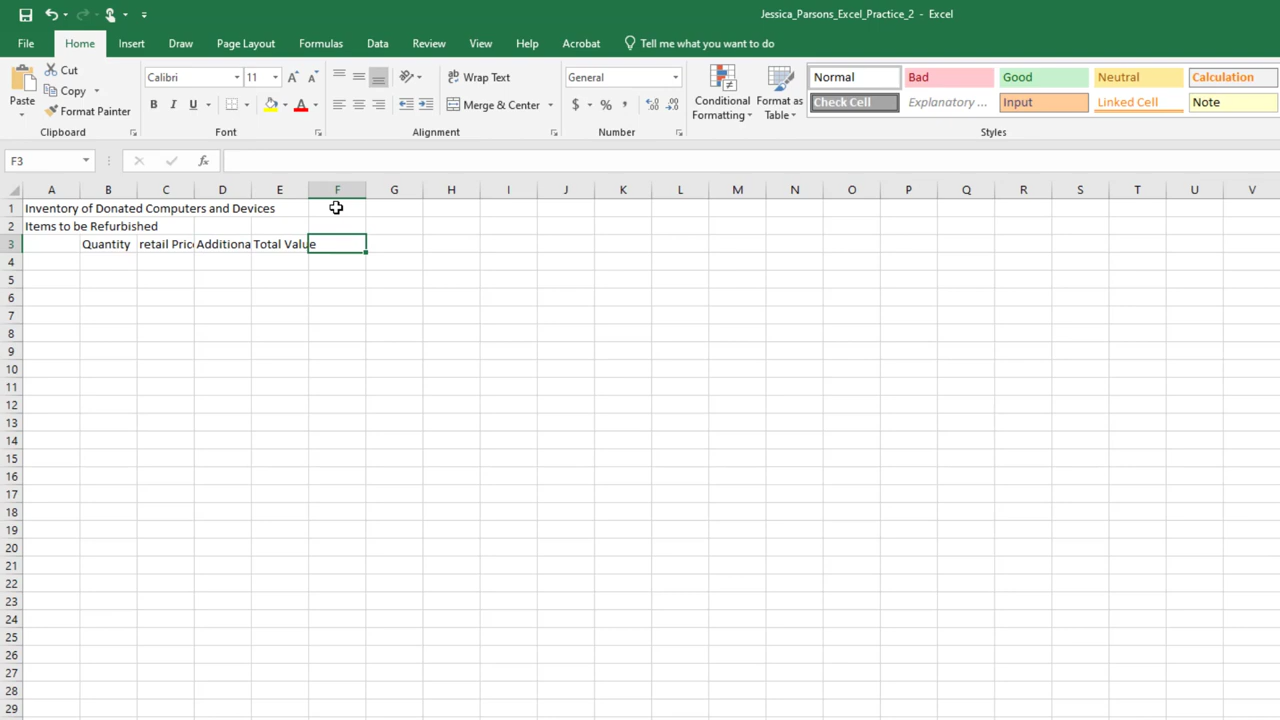 Jessica_Parsons_Excel_Practice_2 - Excel
File Home Insert Draw Page Layout Formulas Data Review View Help Acrobat Tell me what you want to do
Paste
Cut
Copy
Format Painter
Clipboard
Calibri 11
B I U
Font
Wrap Text
Merge & Center
Alignment
General
$ % ,
Number
Conditional Formatting
Format as Table
Normal Bad Good Neutral Calculation
Check Cell Explanatory ... Input Linked Cell Note
Styles
F3
fx
A B C D E F G H I J K L M N O P Q R S T U V
1 Inventory of Donated Computers and Devices
2 Items to be Refurbished
3 Quantity retail Pric Additiona Total Value
4
5
6
7
8
9
10
11
12
13
14
15
16
17
18
19
20
21
22
23
24
25
26
27
28
29